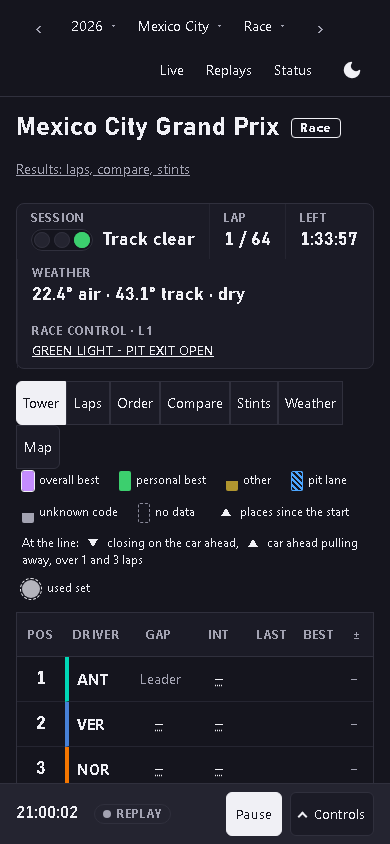 ‹ 2026 Mexico City Race ›
Live Replays Status
Mexico City Grand Prix Race
Results: laps, compare, stints
SESSION LAP LEFT
Track clear 1 / 64 1:33:57
WEATHER
22.4° air · 43.1° track · dry
RACE CONTROL · L1
GREEN LIGHT - PIT EXIT OPEN
Tower Laps Order Compare Stints Weather
Map
overall best personal best other pit lane
unknown code no data ▲ places since the start
At the line: ▼ closing on the car ahead, ▲ car ahead pulling
away, over 1 and 3 laps
used set
POS DRIVER GAP INT LAST BEST ±
1 ANT Leader – –
2 VER – – –
3 NOR – – –
21:00:02 REPLAY Pause Controls